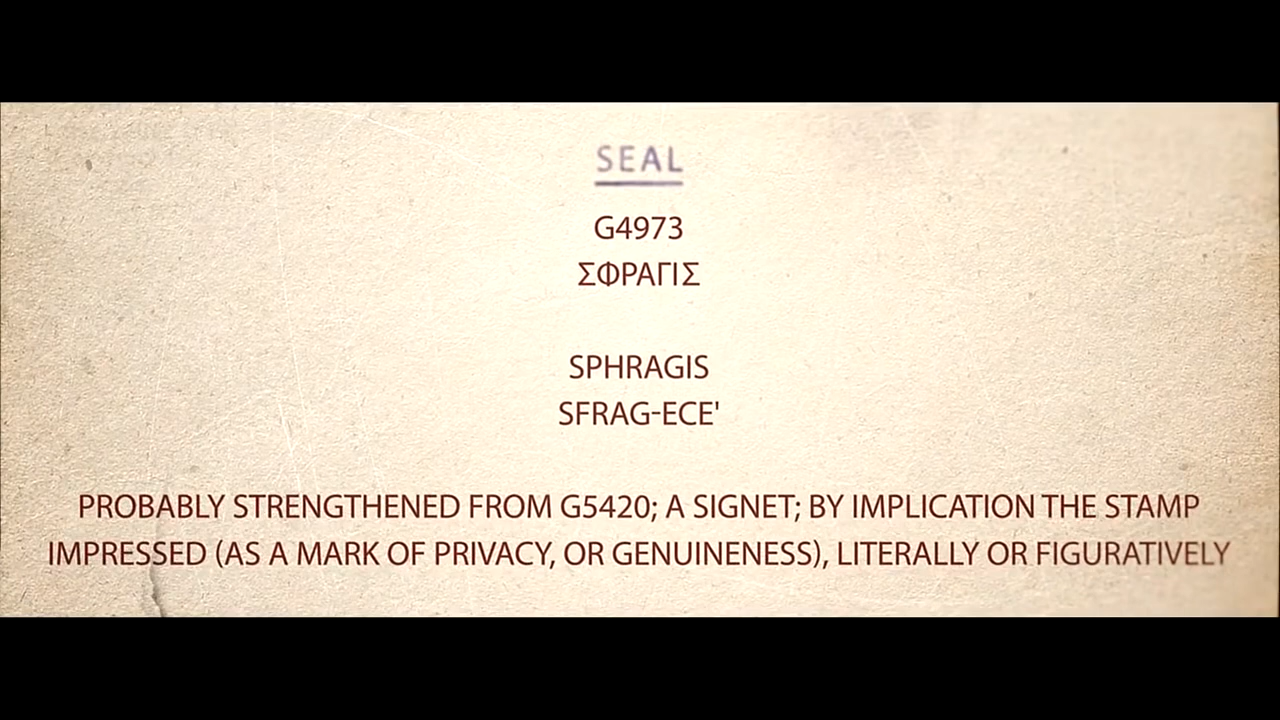 SEAL
G4973
ΣΦΡΑΓΙΣ
SPHRAGIS
SFRAG-ECE'
PROBABLY STRENGTHENED FROM G5420; A SIGNET; BY IMPLICATION THE STAMP
IMPRESSED (AS A MARK OF PRIVACY, OR GENUINENESS), LITERALLY OR FIGURATIVELY